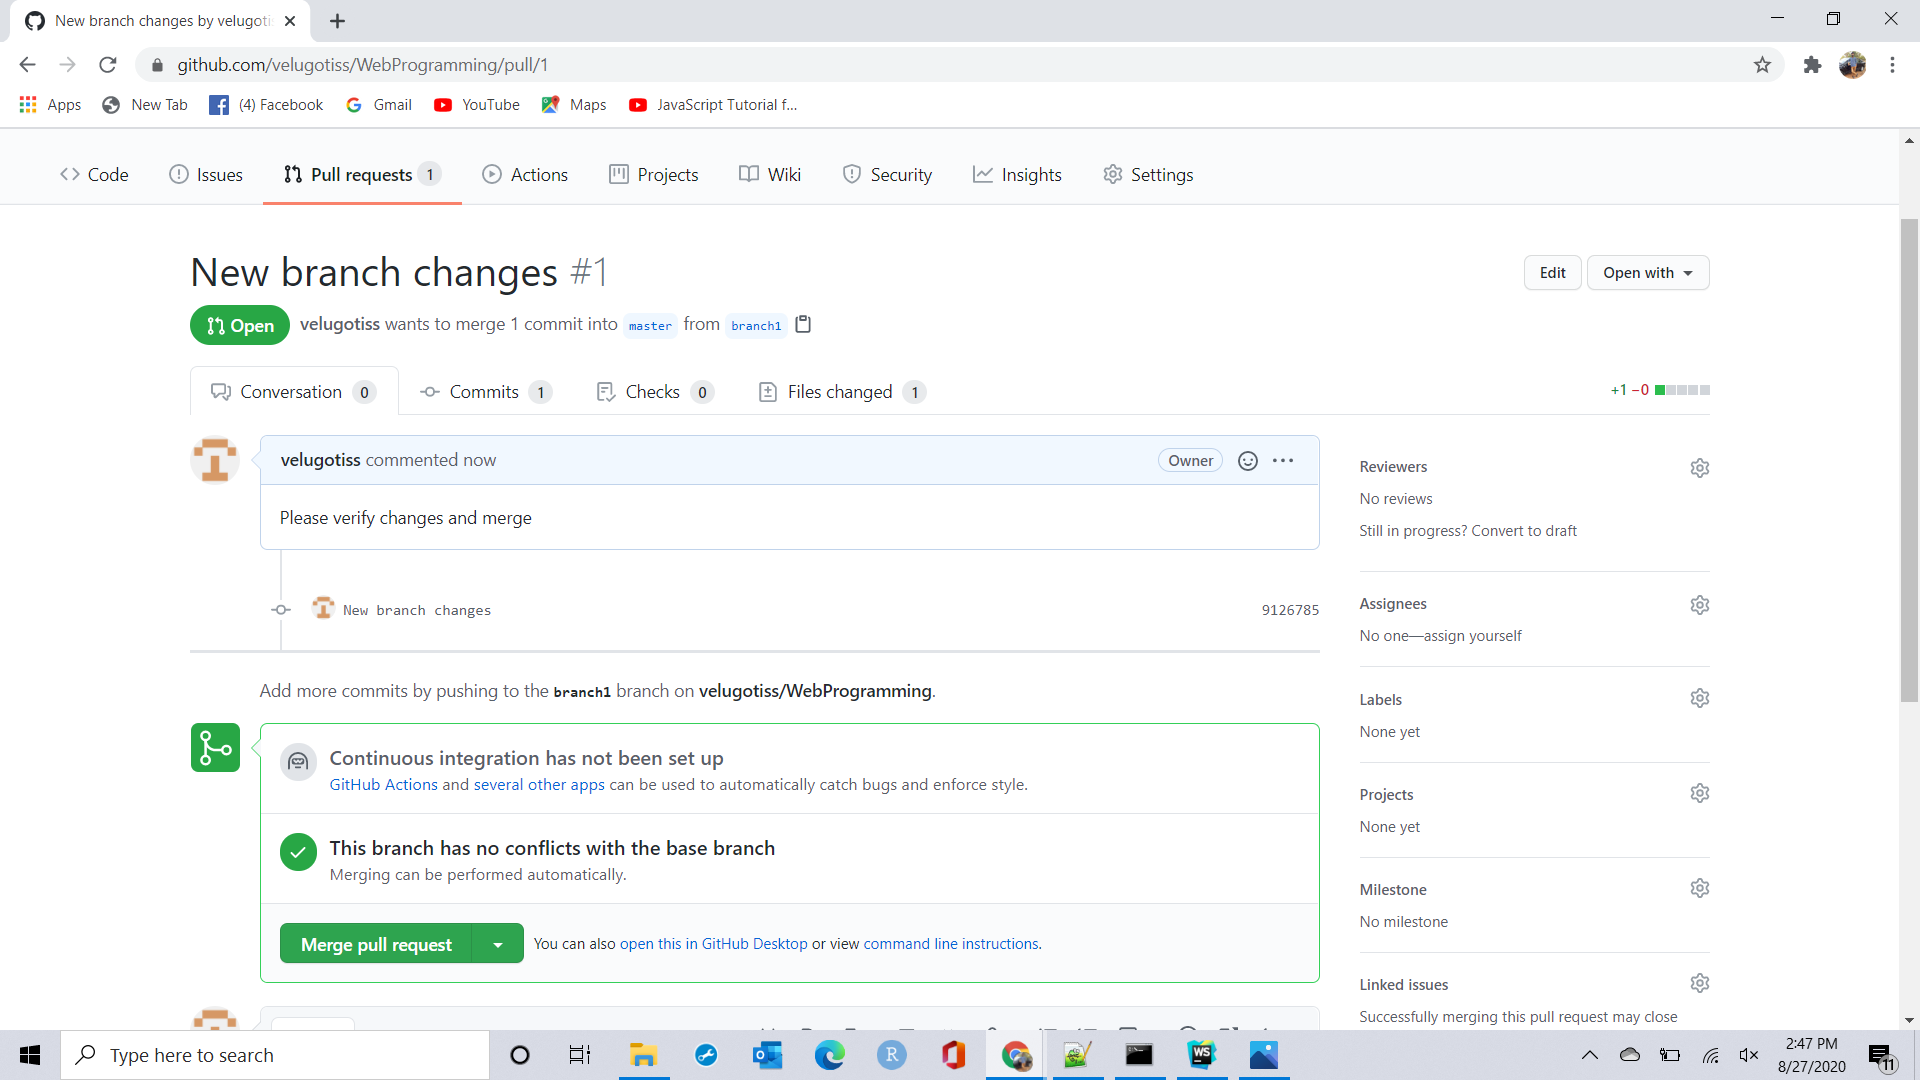 New branch changes by velugoti
github.com/velugotiss/WebProgramming/pull/1
Apps New Tab (4) Facebook Gmail YouTube Maps JavaScript Tutorial f...
Code Issues Pull requests 1 Actions Projects Wiki Security Insights Settings
New branch changes #1
Edit Open with
Open velugotiss wants to merge 1 commit into master from branch1
Conversation 0 Commits 1 Checks 0 Files changed 1
+1 −0
velugotiss commented now
Owner
Please verify changes and merge
New branch changes 9126785
Add more commits by pushing to the branch1 branch on velugotiss/WebProgramming.
Continuous integration has not been set up
GitHub Actions and several other apps can be used to automatically catch bugs and enforce style.
This branch has no conflicts with the base branch
Merging can be performed automatically.
Merge pull request You can also open this in GitHub Desktop or view command line instructions.
Reviewers
No reviews
Still in progress? Convert to draft
Assignees
No one—assign yourself
Labels
None yet
Projects
None yet
Milestone
No milestone
Linked issues
Successfully merging this pull request may close
Type here to search
R
WS
2:47 PM
8/27/2020
11